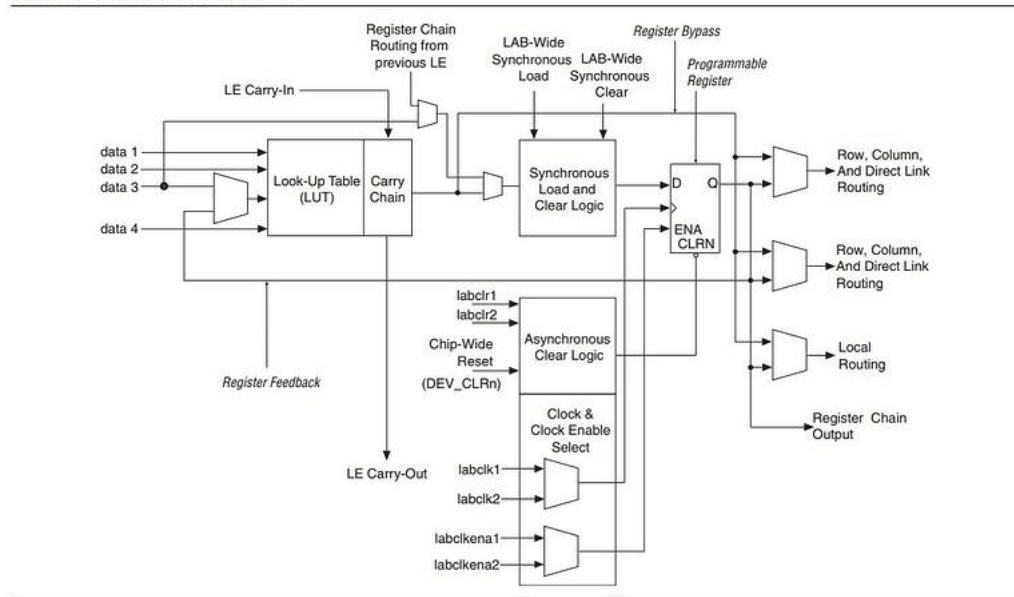 Register Chain
Routing from
previous LE
LAB-Wide
Synchronous
Load
LAB-Wide
Synchronous
Clear
Register Bypass
Programmable
Register
LE Carry-In
data 1
data 2
data 3
data 4
Look-Up Table
(LUT)
Carry
Chain
Synchronous
Load and
Clear Logic
D
Q
ENA
CLRN
Row, Column,
And Direct Link
Routing
Row, Column,
And Direct Link
Routing
Local
Routing
Register Chain
Output
labclr1
labclr2
Chip-Wide
Reset
(DEV_CLRn)
Asynchronous
Clear Logic
Register Feedback
Clock &
Clock Enable
Select
LE Carry-Out
labclk1
labclk2
labclkena1
labclkena2